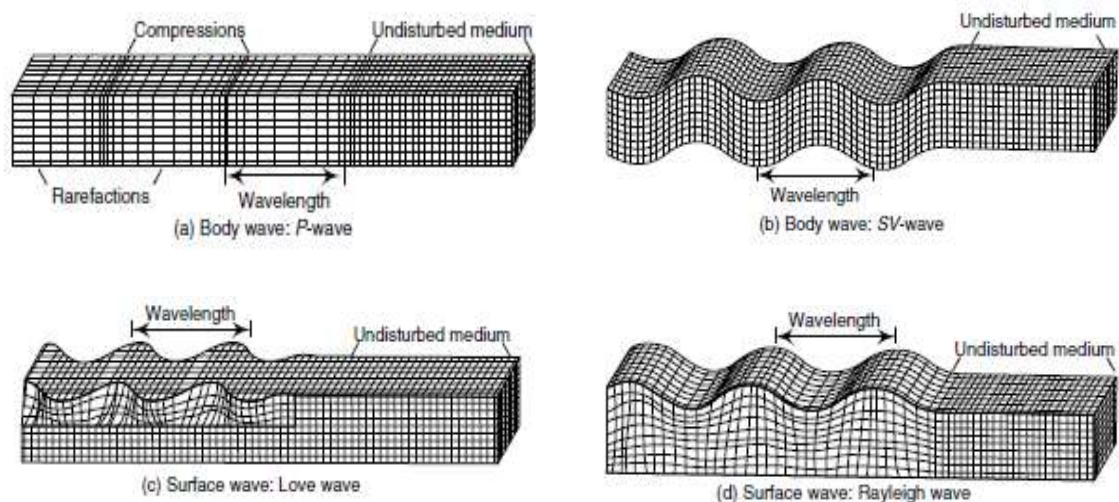 Compressions Undisturbed medium
Rarefactions
Wavelength
(a) Body wave: P-wave
Undisturbed medium
Wavelength
(b) Body wave: SV-wave
Wavelength
Undisturbed medium
(c) Surface wave: Love wave
Wavelength
Undisturbed medium
(d) Surface wave: Rayleigh wave